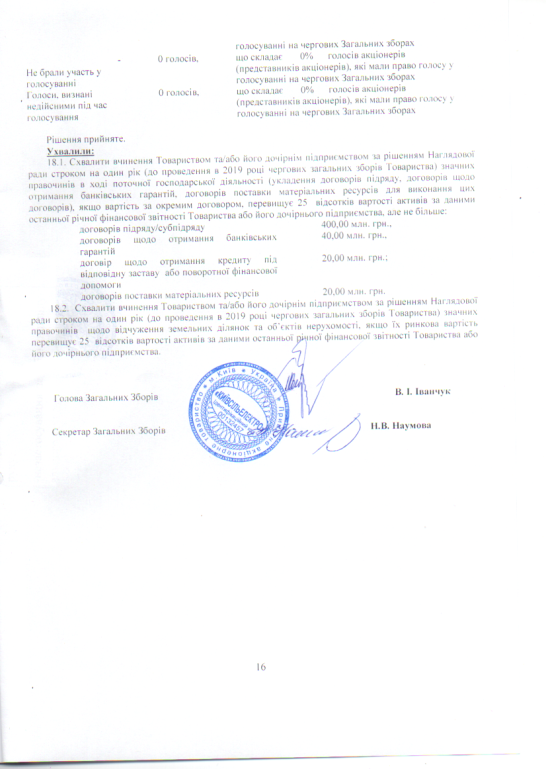 голосуванні на чергових Загальних зборах
- 0 голосів, що складає 0% голосів акціонерів
Не брали участь у (представників акціонерів), які мали право голосу у
голосуванні голосуванні на чергових Загальних зборах
Голоси, визнані 0 голосів, що складає 0% голосів акціонерів
недійсними під час (представників акціонерів), які мали право голосу у
голосування голосуванні на чергових Загальних зборах
Рішення прийняте.
Ухвалили:
18.1. Схвалити вчинення Товариством та/або його дочірнім підприємством за рішенням Наглядової
ради строком на один рік (до проведення в 2019 році чергових загальних зборів Товариства) значних
правочинів в ході поточної господарської діяльності (укладення договорів підряду, договорів щодо
отримання банківських гарантій, договорів поставки матеріальних ресурсів для виконання цих
договорів), якщо вартість за окремим договором, перевищує 25 відсотків вартості активів за даними
останньої річної фінансової звітності Товариства або його дочірнього підприємства, але не більше:
договори підряду/субпідряду 400,00 млн. грн.,
договорів щодо отримання банківських 40,00 млн. грн.,
гарантій
договір щодо отримання кредиту під 20,00 млн. грн.;
відповідну заставу або поворотної фінансової
допомоги
договорів поставки матеріальних ресурсів 20,00 млн. грн.
18.2. Схвалити вчинення Товариством та/або його дочірнім підприємством за рішенням Наглядової
ради строком на один рік (до проведення в 2019 році чергових загальних зборів Товариства) значних
правочинів щодо відчуження земельних ділянок та об'єктів нерухомості, якщо їх ринкова вартість
перевищує 25 відсотків вартості активів за даними останньої річної фінансової звітності Товариства або
його дочірнього підприємства.
Голова Загальних Зборів В. І. Іванчук
Секретар Загальних Зборів Н.В. Наумова
м.Київ * Україна * Приватне акціонерне товариство
«КИЇВСІЛЬЕЛЕКТРО»
16